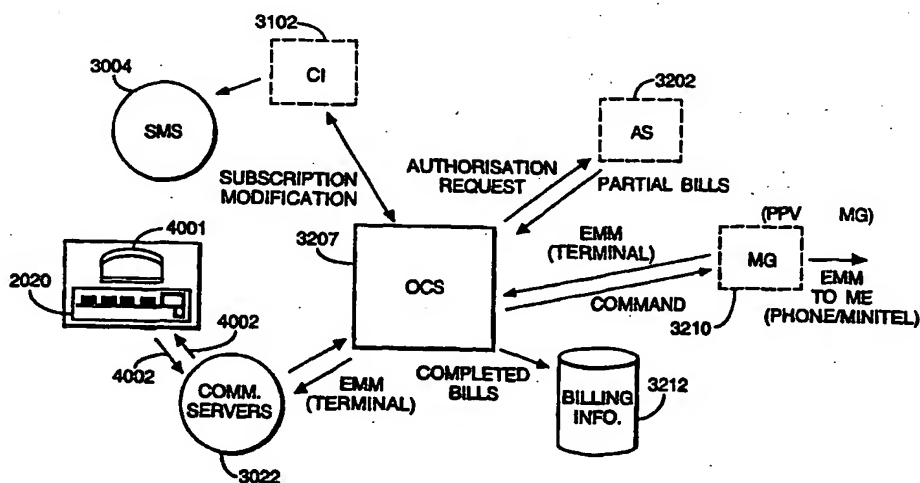 3102
CI
3004
SMS
3202
AS
SUBSCRIPTION
MODIFICATION
AUTHORISATION
REQUEST
PARTIAL BILLS
(PPV MG)
4001
3207
2020
OCS
EMM
(TERMINAL)
MG
COMMAND
3210
EMM
TO ME
(PHONE/MINITEL)
4002
4002
COMM.
SERVERS
EMM
(TERMINAL)
COMPLETED
BILLS
BILLING
INFO.
3212
3022